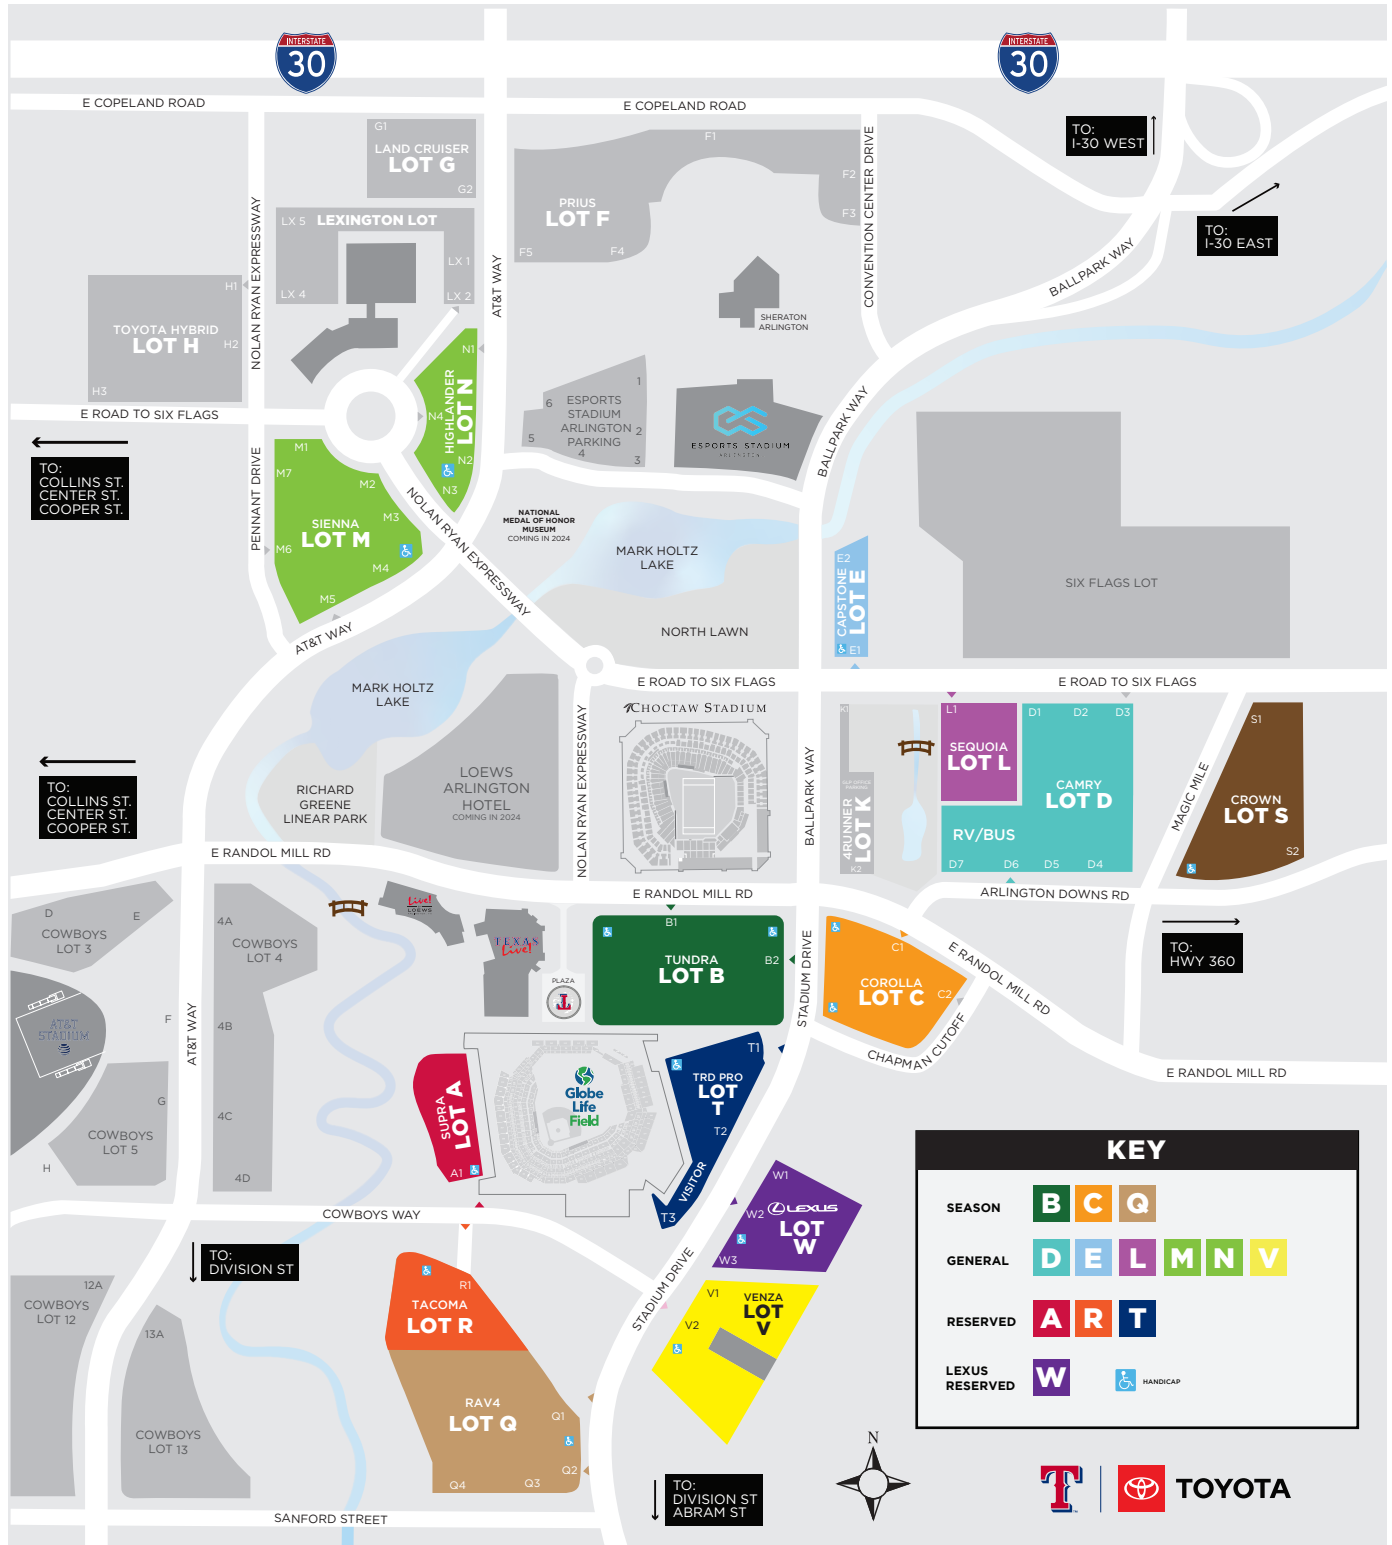 INTERSTATE
30
INTERSTATE
30
E COPELAND ROAD
E COPELAND ROAD
TO:
I-30 WEST
TO:
I-30 EAST
G1
LAND CRUISER
LOT G
G2
F1
F2
F3
PRIUS
LOT F
F5
F4
CONVENTION CENTER DRIVE
NOLAN RYAN EXPRESSWAY
LX 5
LEXINGTON LOT
LX 1
LX 4
LX 2
AT&T WAY
BALLPARK WAY
H1
TOYOTA HYBRID
LOT H
H2
H3
SHERATON
ARLINGTON
N1
HIGHLANDER
LOT N
N4
N2
N3
1
6
ESPORTS
STADIUM
ARLINGTON
PARKING
5
2
4
3
ESPORTS STADIUM
ARLINGTON
BALLPARK WAY
E ROAD TO SIX FLAGS
TO:
COLLINS ST.
CENTER ST.
COOPER ST.
PENNANT DRIVE
M1
M7
M2
M3
SIENNA
LOT M
M6
M4
M5
NOLAN RYAN EXPRESSWAY
NATIONAL
MEDAL OF HONOR
MUSEUM
COMING IN 2024
MARK HOLTZ
LAKE
E2
CAPSTONE
LOT E
E1
SIX FLAGS LOT
NORTH LAWN
AT&T WAY
MARK HOLTZ
LAKE
E ROAD TO SIX FLAGS
E ROAD TO SIX FLAGS
CHOCTAW STADIUM
K1
L1
SEQUOIA
LOT L
D1
D2
D3
CAMRY
LOT D
RV/BUS
D7
D6
D5
D4
S1
CROWN
LOT S
S2
MAGIC MILE
TO:
COLLINS ST.
CENTER ST.
COOPER ST.
RICHARD
GREENE
LINEAR PARK
LOEWS
ARLINGTON
HOTEL
COMING IN 2024
NOLAN RYAN EXPRESSWAY
BALLPARK WAY
4RUNNER
LOT K
K2
E RANDOL MILL RD
E RANDOL MILL RD
ARLINGTON DOWNS RD
D
E
COWBOYS
LOT 3
4A
COWBOYS
LOT 4
Live!
LOEWS
TEXAS
Live!
B1
TUNDRA
LOT B
B2
STADIUM DRIVE
C1
COROLLA
LOT C
C2
E RANDOL MILL RD
TO:
HWY 360
PLAZA
T
AT&T
STADIUM
F
4B
AT&T WAY
CHAPMAN CUTOFF
E RANDOL MILL RD
G
COWBOYS
LOT 5
H
4C
4D
SUPRA
LOT A
A1
Globe
Life
Field
T1
TRD PRO
LOT
T
T2
VISITOR
T3
W1
W2
LEXUS
LOT
W
W3
COWBOYS WAY
TO:
DIVISION ST
STADIUM DRIVE
12A
COWBOYS
LOT 12
13A
COWBOYS
LOT 13
R1
TACOMA
LOT R
V1
VENZA
LOT
V
V2
RAV4
LOT Q
Q1
Q2
Q4
Q3
SANFORD STREET
TO:
DIVISION ST
ABRAM ST
N
KEY
SEASON
B C Q
GENERAL
D E L M N V
RESERVED
A R T
LEXUS
RESERVED
W
HANDICAP
T
TOYOTA